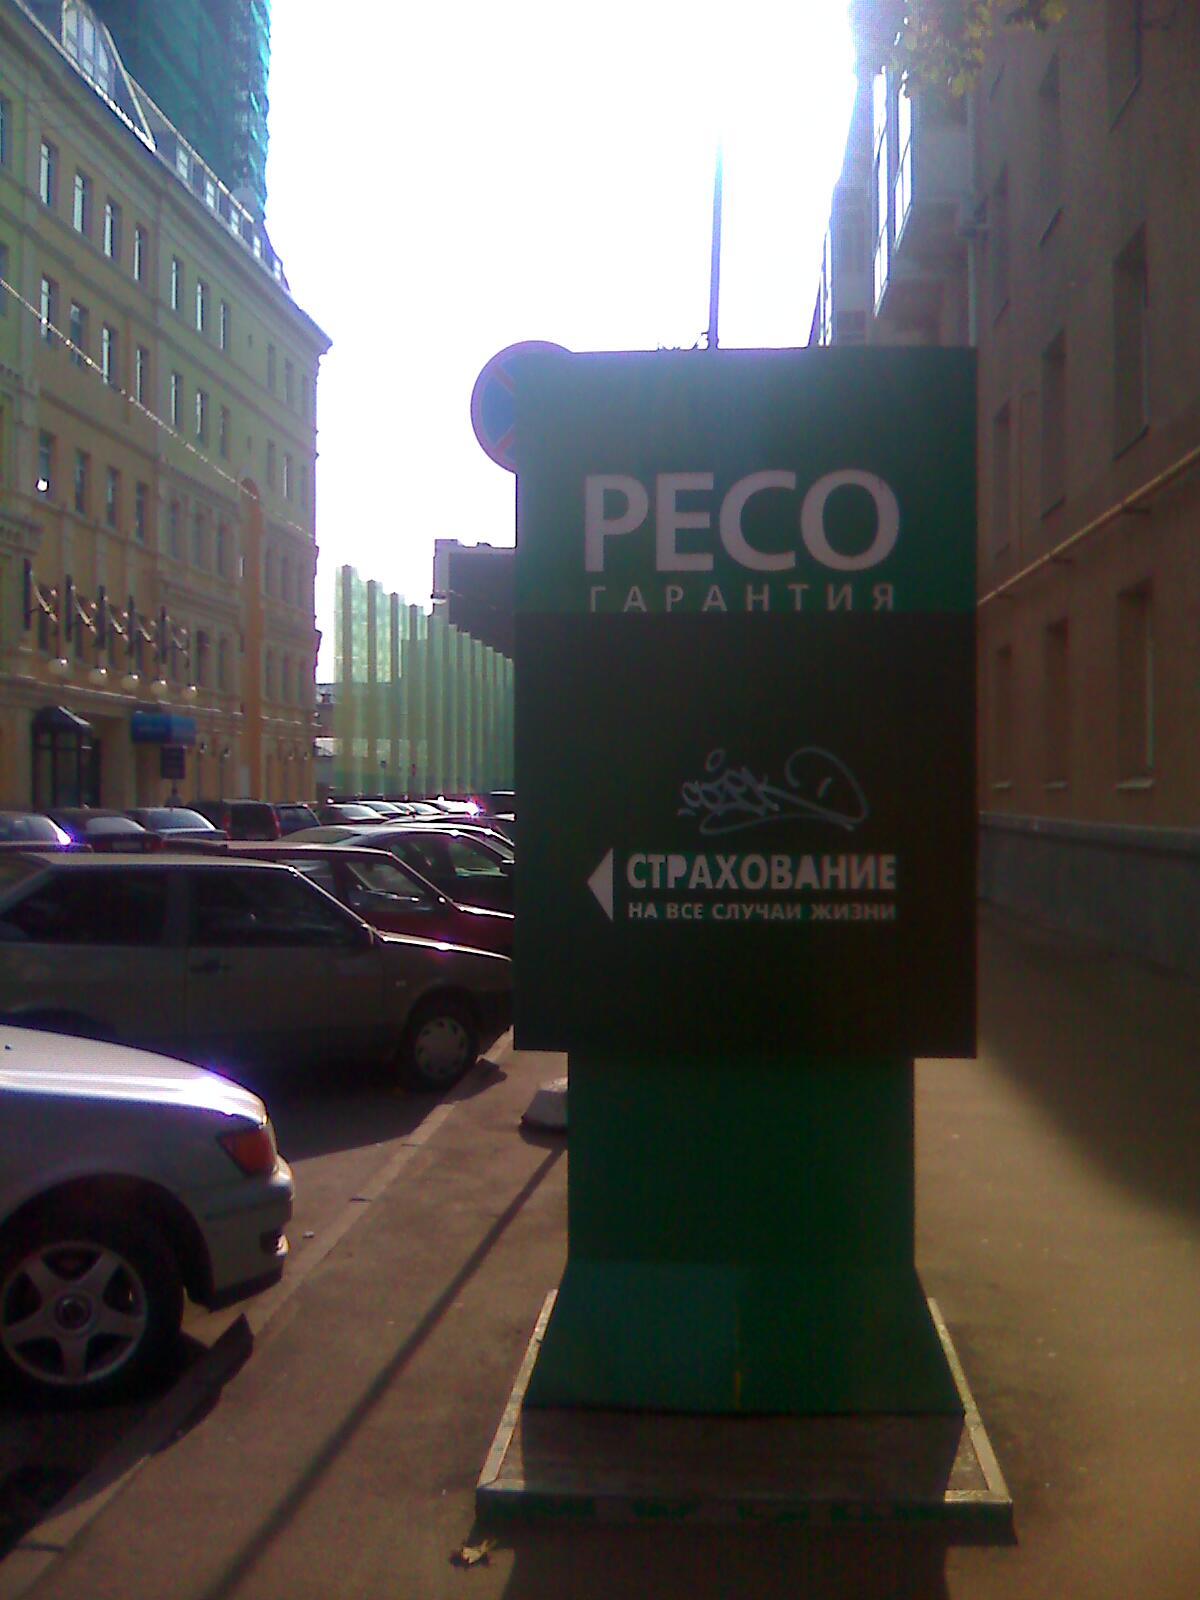 РЕСО
ГАРАНТИЯ
СТРАХОВАНИЕ
НА ВСЕ СЛУЧАИ ЖИЗНИ